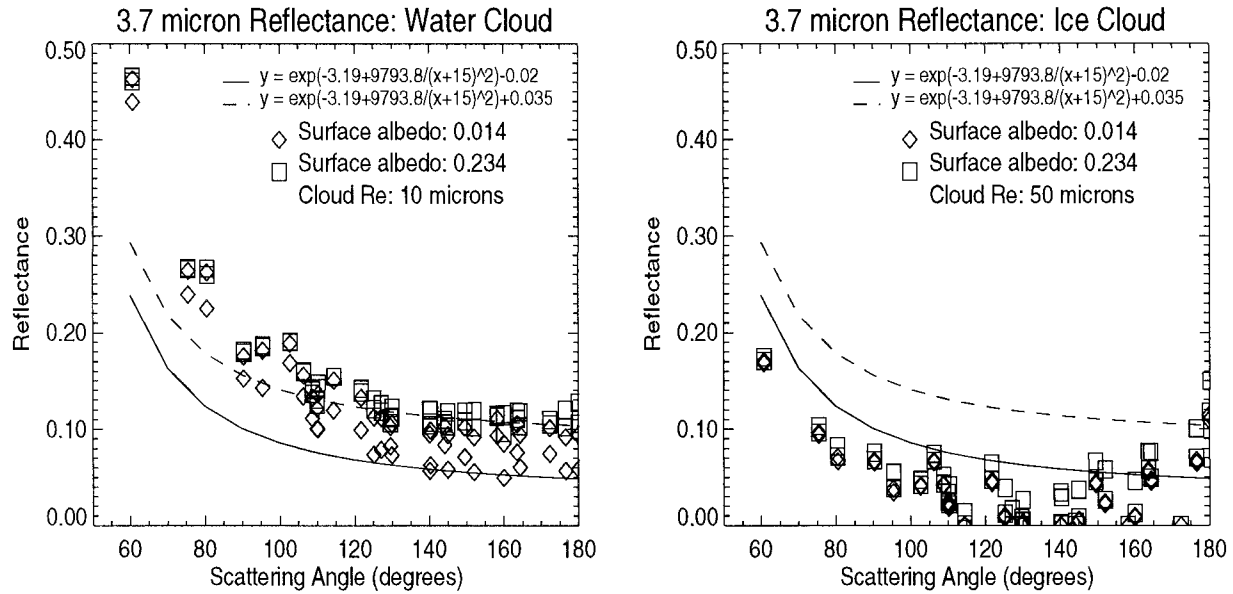 3.7 micron Reflectance: Water Cloud
0.50
0.40
0.30
0.20
0.10
0.00
Reflectance
y = exp(-3.19+9793.8/(x+15)^2)-0.02
y = exp(-3.19+9793.8/(x+15)^2)+0.035
Surface albedo: 0.014
Surface albedo: 0.234
Cloud Re: 10 microns
60 80 100 120 140 160 180
Scattering Angle (degrees)
3.7 micron Reflectance: Ice Cloud
0.50
0.40
0.30
0.20
0.10
0.00
Reflectance
y = exp(-3.19+9793.8/(x+15)^2)-0.02
y = exp(-3.19+9793.8/(x+15)^2)+0.035
Surface albedo: 0.014
Surface albedo: 0.234
Cloud Re: 50 microns
60 80 100 120 140 160 180
Scattering Angle (degrees)